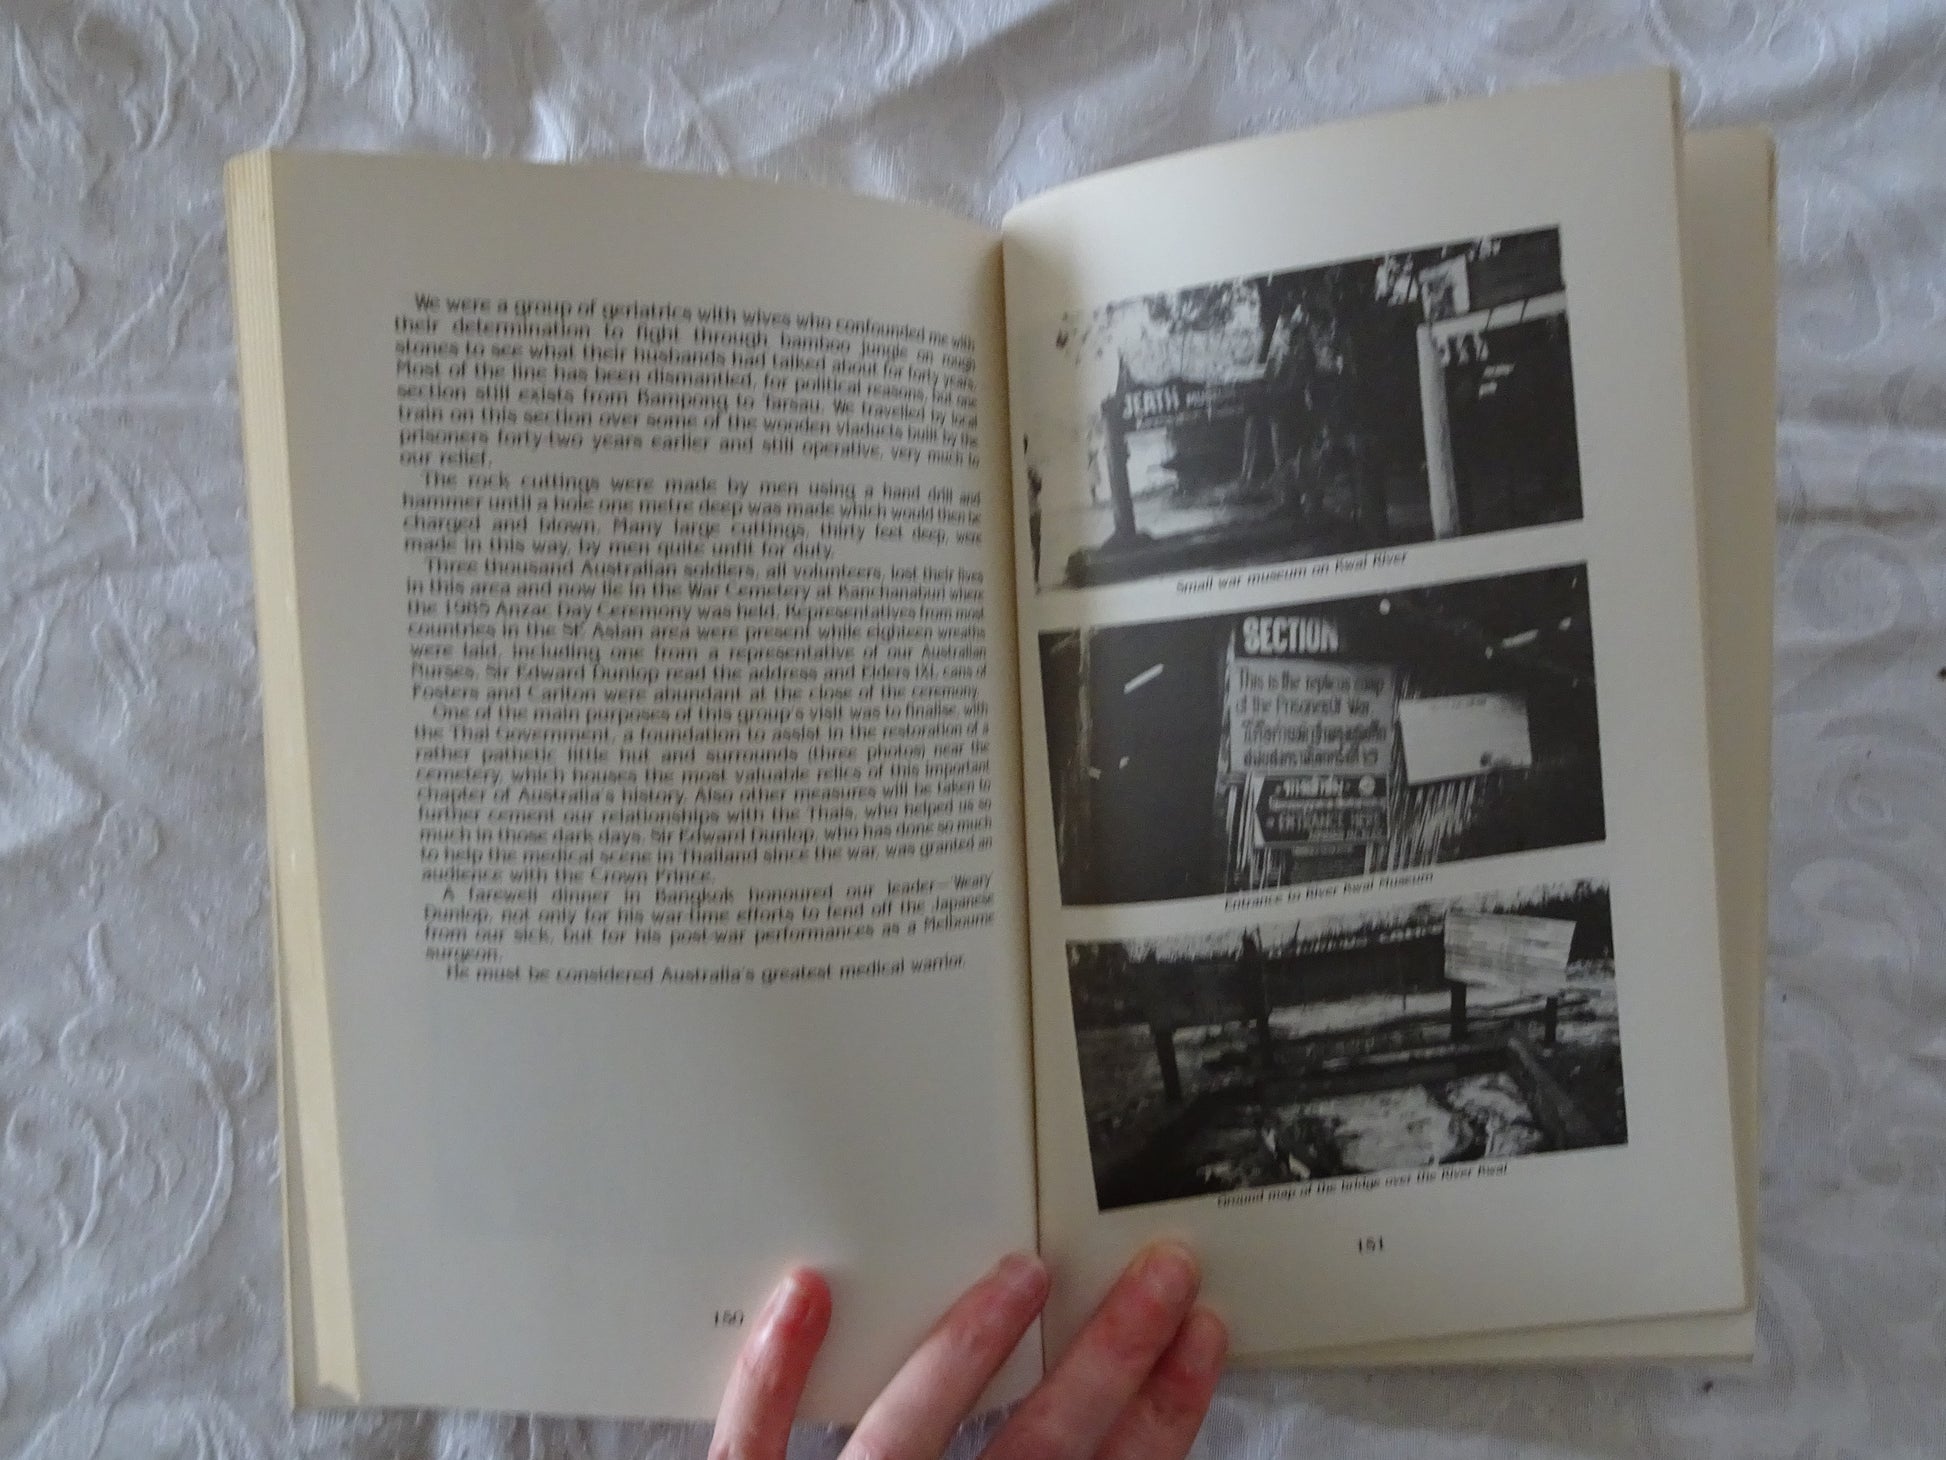 We were a group of geriatrics with wives who confounded me with
their determination to fight through bamboo jungle on rough
stones to see what their husbands had talked about for forty years.
Most of the line has been dismantled, for political reasons, but one
section still exists from Bampong to Tarsau. We travelled by local
train on this section over some of the wooden viaducts built by the
prisoners forty-two years earlier and still operative, very much to
our relief.
The rock cuttings were made by men using a hand drill and
hammer until a hole one metre deep was made which would then be
charged and blown. Many large cuttings, thirty feet deep, were
made in this way, by men quite unfit for duty.
Three thousand Australian soldiers, all volunteers, lost their lives
in this area and now lie in the War Cemetery at Kanchanaburi where
the 1985 Anzac Day Ceremony was held. Representatives from most
countries in the SE Asian area were present while eighteen wreaths
were laid, including one from a representative of our Australian
Nurses. Sir Edward Dunlop read the address and Elders IXL cans of
Fosters and Carlton were abundant at the close of the ceremony.
One of the main purposes of this group's visit was to finalise, with
the Thai Government, a foundation to assist in the restoration of a
rather pathetic little hut and surrounds (three photos) near the
cemetery, which houses the most valuable relics of this important
chapter of Australia's history. Also other measures will be taken to
further cement our relationships with the Thais, who helped us so
much in those dark days. Sir Edward Dunlop, who has done so much
to help the medical scene in Thailand since the war, was granted an
audience with the Crown Prince.
A farewell dinner in Bangkok honoured our leader—'Weary'
Dunlop, not only for his war-time efforts to fend off the Japanese
from our sick, but for his post-war performances as a Melbourne
surgeon.
He must be considered Australia's greatest medical warrior.
150
JEATH
Small war museum on Kwai River
SECTION
This is the replicas camp
of the Prisoners of War
ENTRANCE HERE
Entrance to River Kwai Museum
Ground map of the bridge over the River Kwai
151